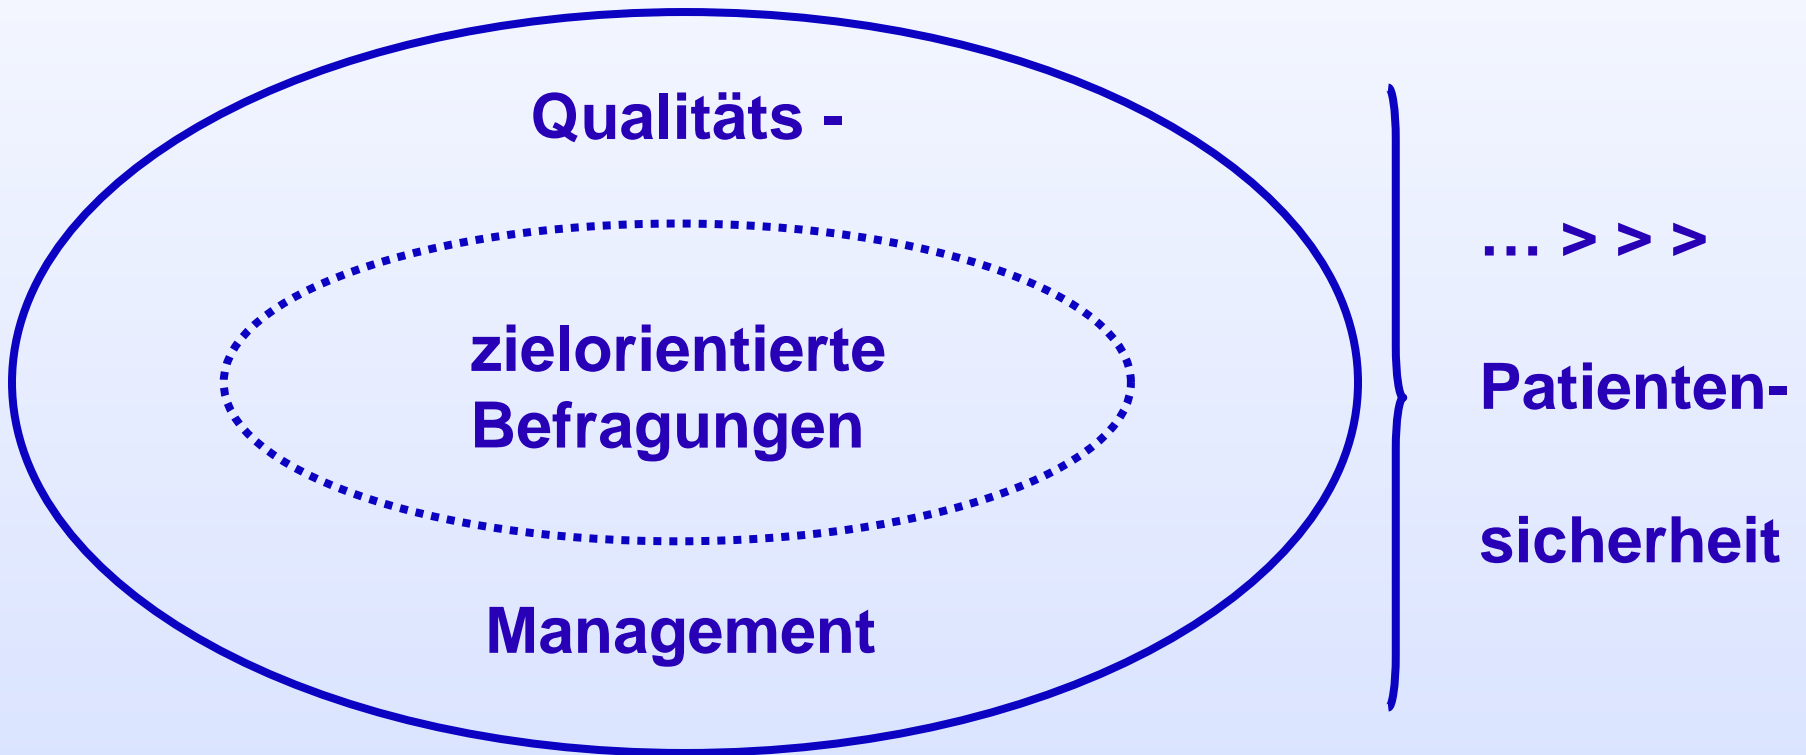 Qualitäts -
zielorientierte
Befragungen
Management
… > > >
Patienten-
sicherheit